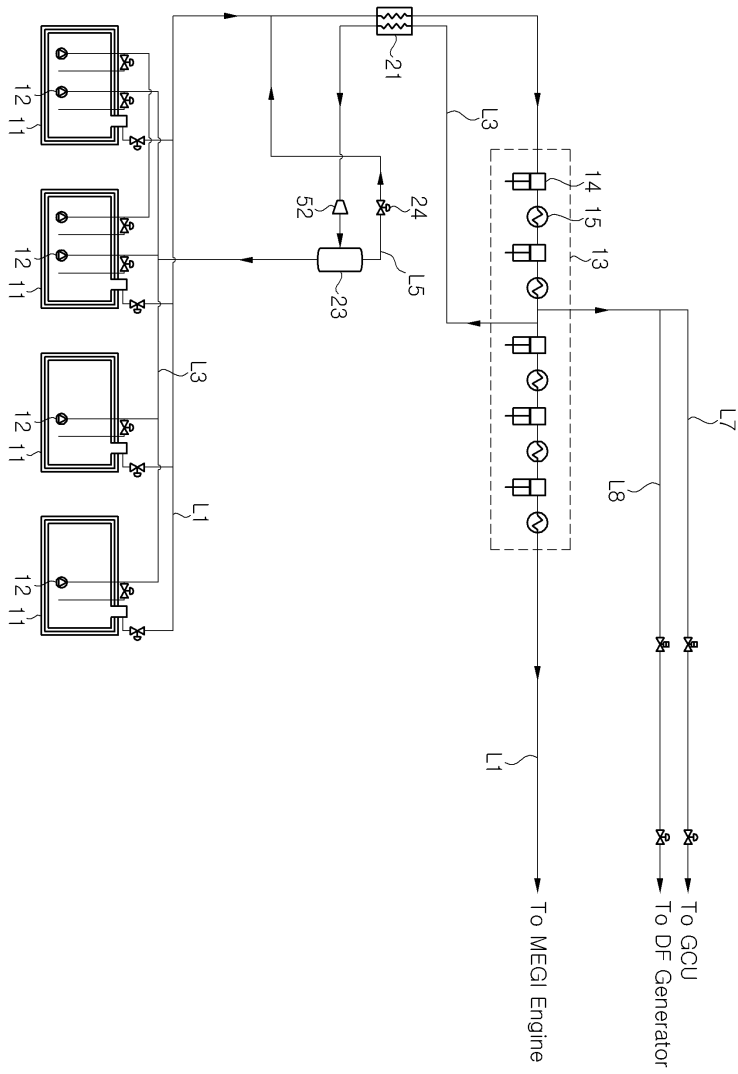 L7
To GCU
To DF Generator
L8
14
15
13
To MEGI Engine
L1
L3
21
24
L5
52
23
L3
L1
12
11
12
11
12
11
12
11